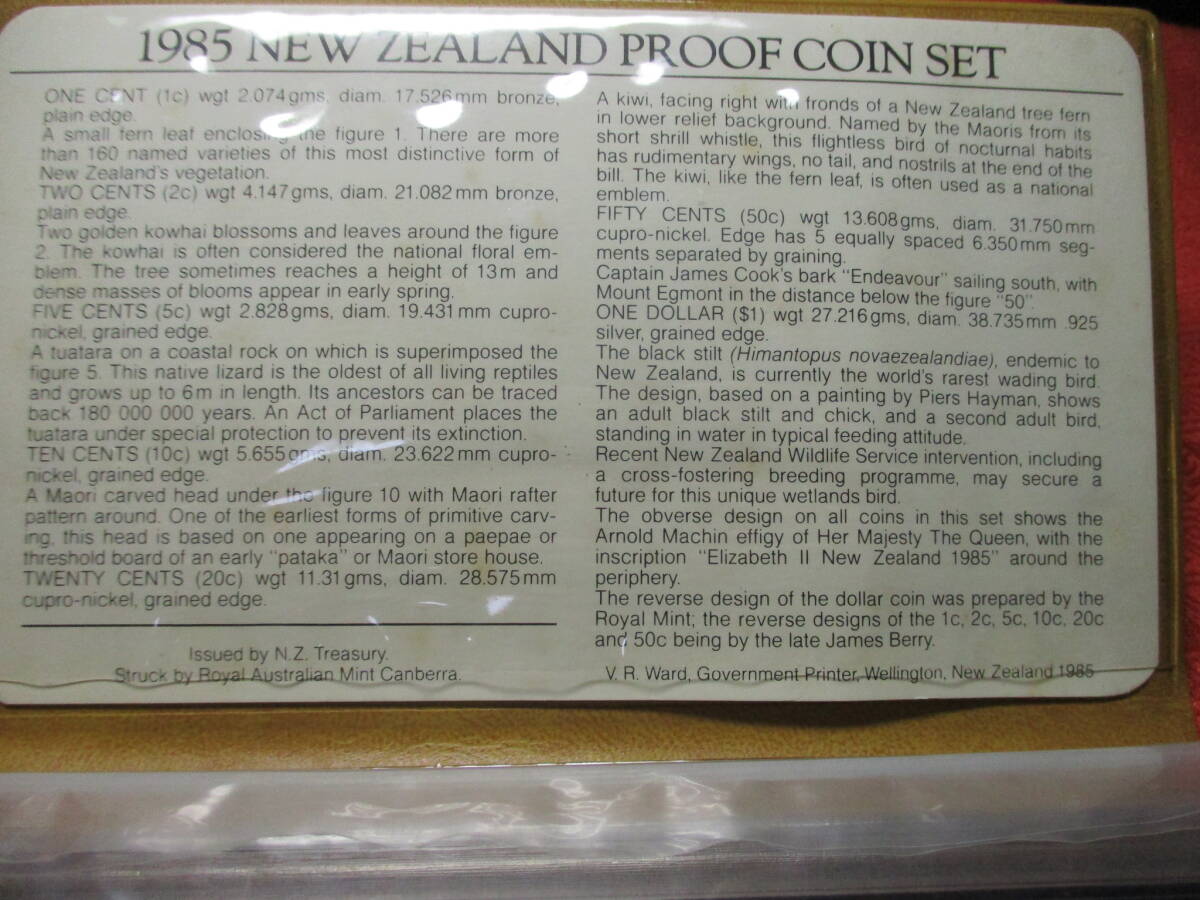 1985 NEW ZEALAND PROOF COIN SET
ONE CENT (1c) wgt 2.074gms, diam. 17.526mm bronze,
plain edge.
A small fern leaf enclosing the figure 1. There are more
than 160 named varieties of this most distinctive form of
New Zealand's vegetation.
TWO CENTS (2c) wgt 4.147gms, diam. 21.082mm bronze,
plain edge.
Two golden kowhai blossoms and leaves around the figure
2. The kowhai is often considered the national floral em-
blem. The tree sometimes reaches a height of 13m and
dense masses of blooms appear in early spring.
FIVE CENTS (5c) wgt 2.828gms, diam. 19.431mm cupro-
nickel, grained edge.
A tuatara on a coastal rock on which is superimposed the
figure 5. This native lizard is the oldest of all living reptiles
and grows up to 6m in length. Its ancestors can be traced
back 180 000 000 years. An Act of Parliament places the
tuatara under special protection to prevent its extinction.
TEN CENTS (10c) wgt 5.655gms, diam. 23.622mm cupro-
nickel, grained edge.
A Maori carved head under the figure 10 with Maori rafter
pattern around. One of the earliest forms of primitive carv-
ing, this head is based on one appearing on a paepae or
threshold board of an early "pataka" or Maori store house.
TWENTY CENTS (20c) wgt 11.31gms, diam. 28.575mm
cupro-nickel, grained edge.
Issued by N.Z. Treasury.
Struck by Royal Australian Mint Canberra.
A kiwi, facing right with fronds of a New Zealand tree fern
in lower relief background. Named by the Maoris from its
short shrill whistle, this flightless bird of nocturnal habits
has rudimentary wings, no tail, and nostrils at the end of the
bill. The kiwi, like the fern leaf, is often used as a national
emblem.
FIFTY CENTS (50c) wgt 13.608gms, diam. 31.750mm
cupro-nickel. Edge has 5 equally spaced 6.350mm seg-
ments separated by graining.
Captain James Cook's bark "Endeavour" sailing south, with
Mount Egmont in the distance below the figure "50".
ONE DOLLAR ($1) wgt 27.216gms, diam. 38.735mm .925
silver, grained edge.
The black stilt (Himantopus novaezealandiae), endemic to
New Zealand, is currently the world's rarest wading bird.
The design, based on a painting by Piers Hayman, shows
an adult black stilt and chick, and a second adult bird,
standing in water in typical feeding attitude.
Recent New Zealand Wildlife Service intervention, including
a cross-fostering breeding programme, may secure a
future for this unique wetlands bird.
The obverse design on all coins in this set shows the
Arnold Machin effigy of Her Majesty The Queen, with the
inscription "Elizabeth II New Zealand 1985" around the
periphery.
The reverse design of the dollar coin was prepared by the
Royal Mint; the reverse designs of the 1c, 2c, 5c, 10c, 20c
and 50c being by the late James Berry.
V. R. Ward, Government Printer, Wellington, New Zealand 1985